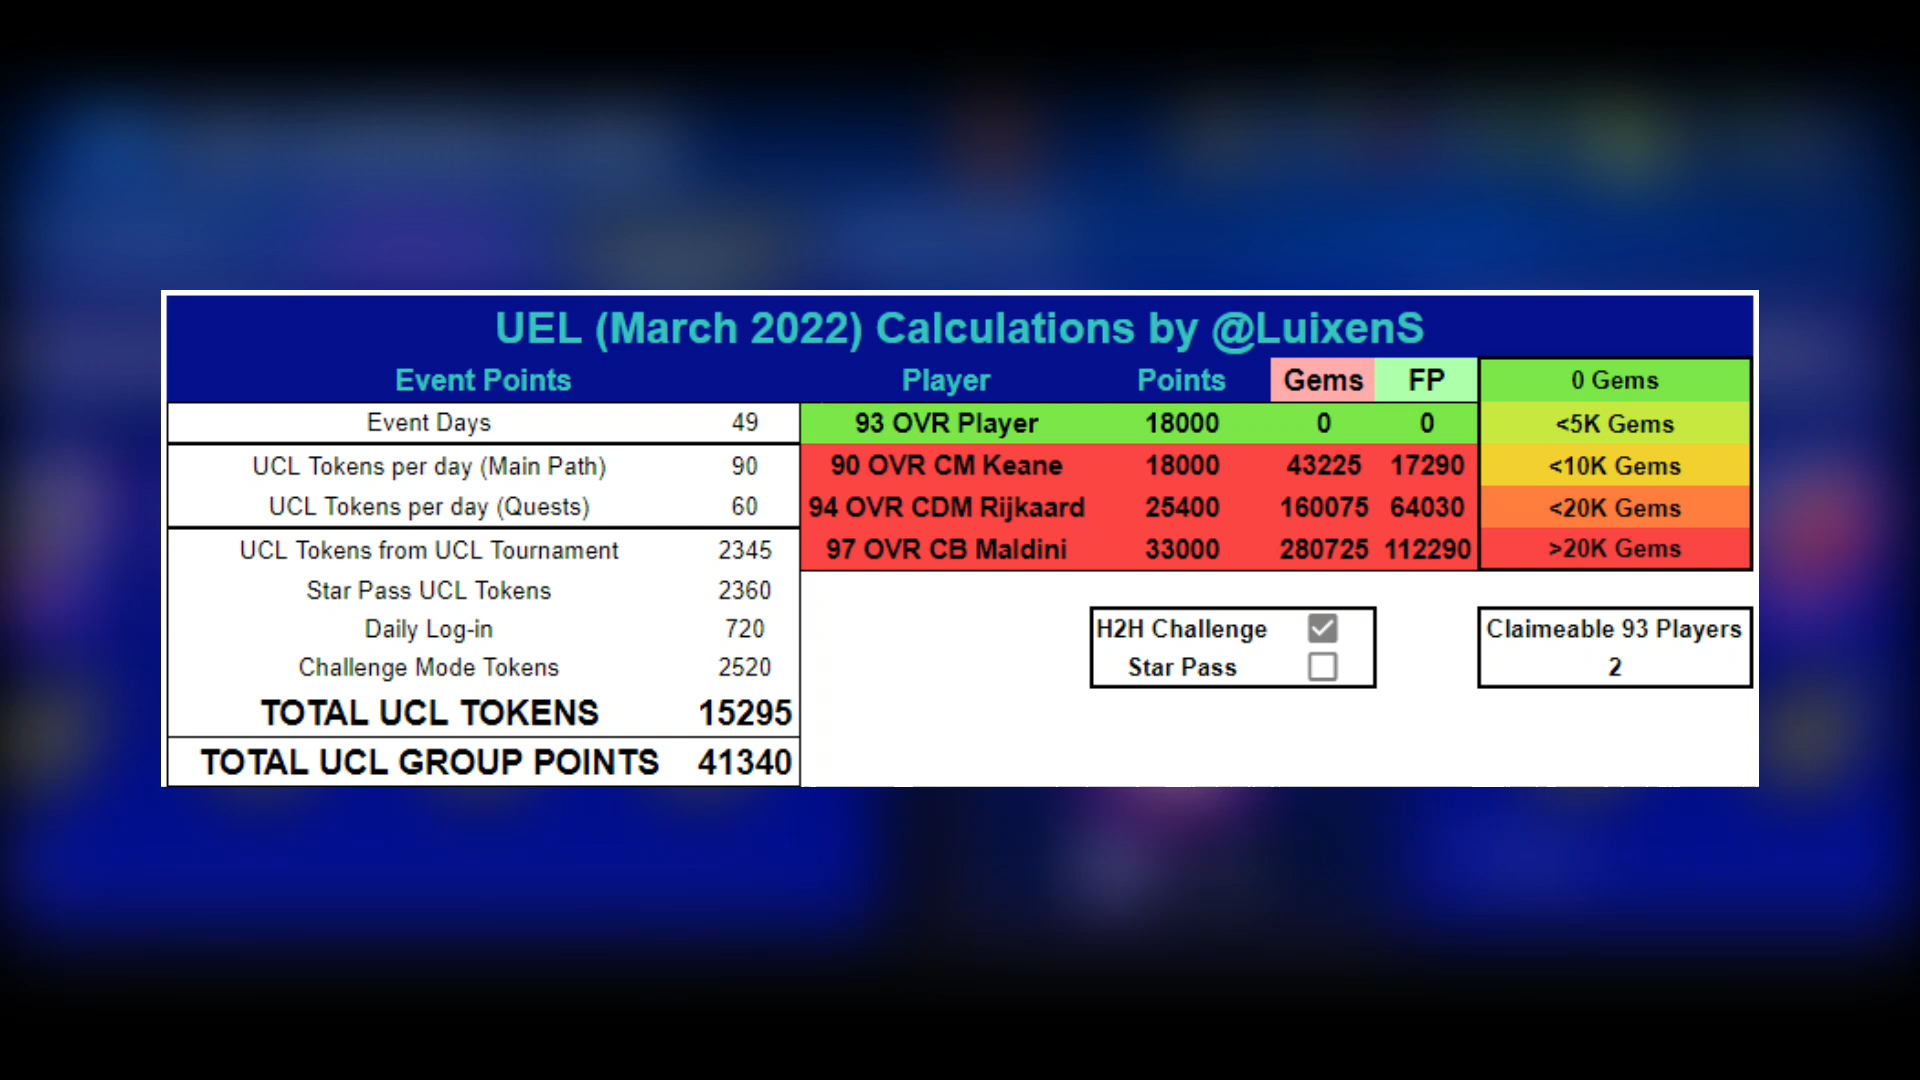 UEL (March 2022) Calculations by @LuixenS
Event Points Player Points Gems FP 0 Gems
Event Days 49 93 OVR Player 18000 0 0 <5K Gems
UCL Tokens per day (Main Path) 90 90 OVR CM Keane 18000 43225 17290 <10K Gems
UCL Tokens per day (Quests) 60 94 OVR CDM Rijkaard 25400 160075 64030 <20K Gems
UCL Tokens from UCL Tournament 2345 97 OVR CB Maldini 33000 280725 112290 >20K Gems
Star Pass UCL Tokens 2360
Daily Log-in 720 H2H Challenge Claimeable 93 Players
Challenge Mode Tokens 2520 Star Pass 2
TOTAL UCL TOKENS 15295
TOTAL UCL GROUP POINTS 41340